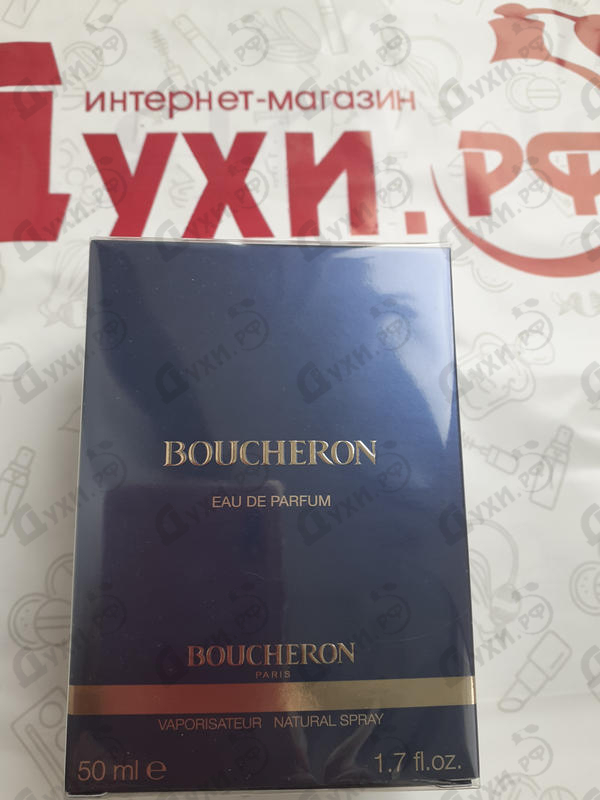 ИНТЕРНЕТ-МАГАЗИН
ДУХИ.РФ
BOUCHERON
EAU DE PARFUM
BOUCHERON
PARIS
VAPORISATEUR NATURAL SPRAY
50 ml ℮ 1.7 fl.oz.